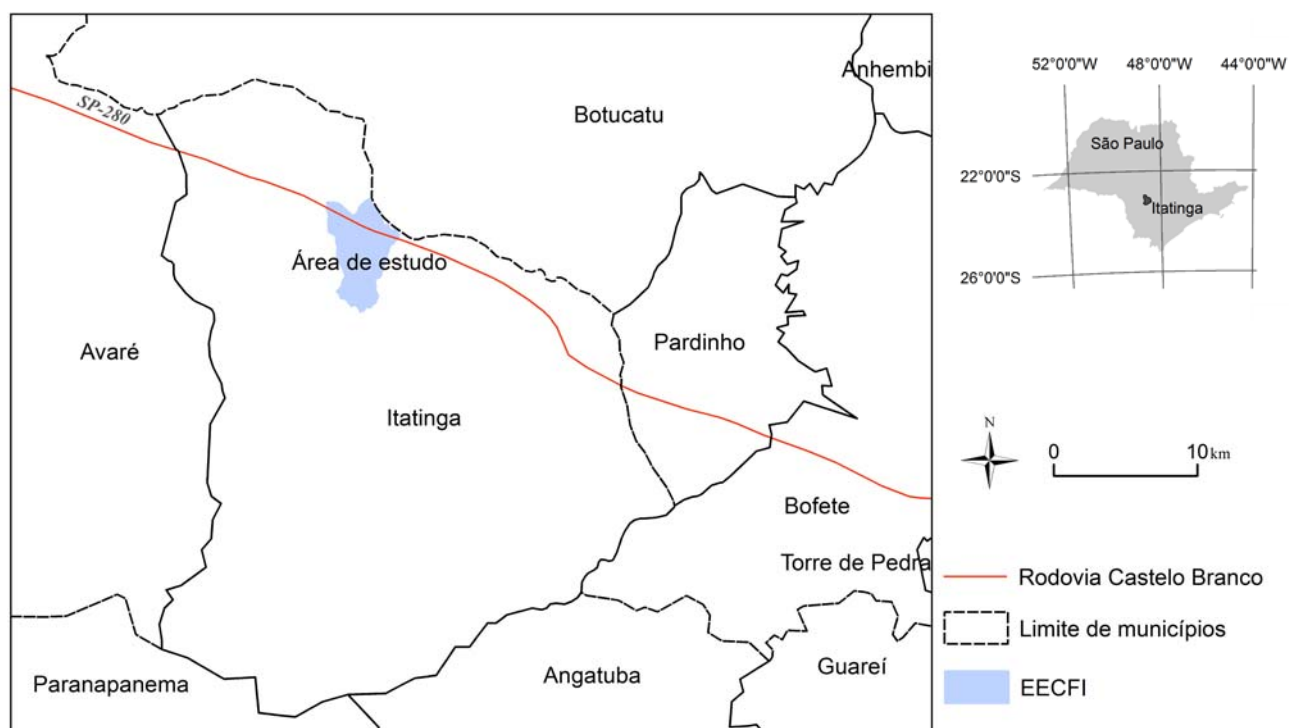 Anhembi
SP-280
Botucatu
Área de estudo
Pardinho
Avaré
Itatinga
Bofete
Torre de Pedra
Guareí
Angatuba
Paranapanema
52°0'0"W 48°0'0"W 44°0'0"W
São Paulo
22°0'0"S
Itatinga
26°0'0"S
N
0 10 km
Rodovia Castelo Branco
Limite de municípios
EECFI